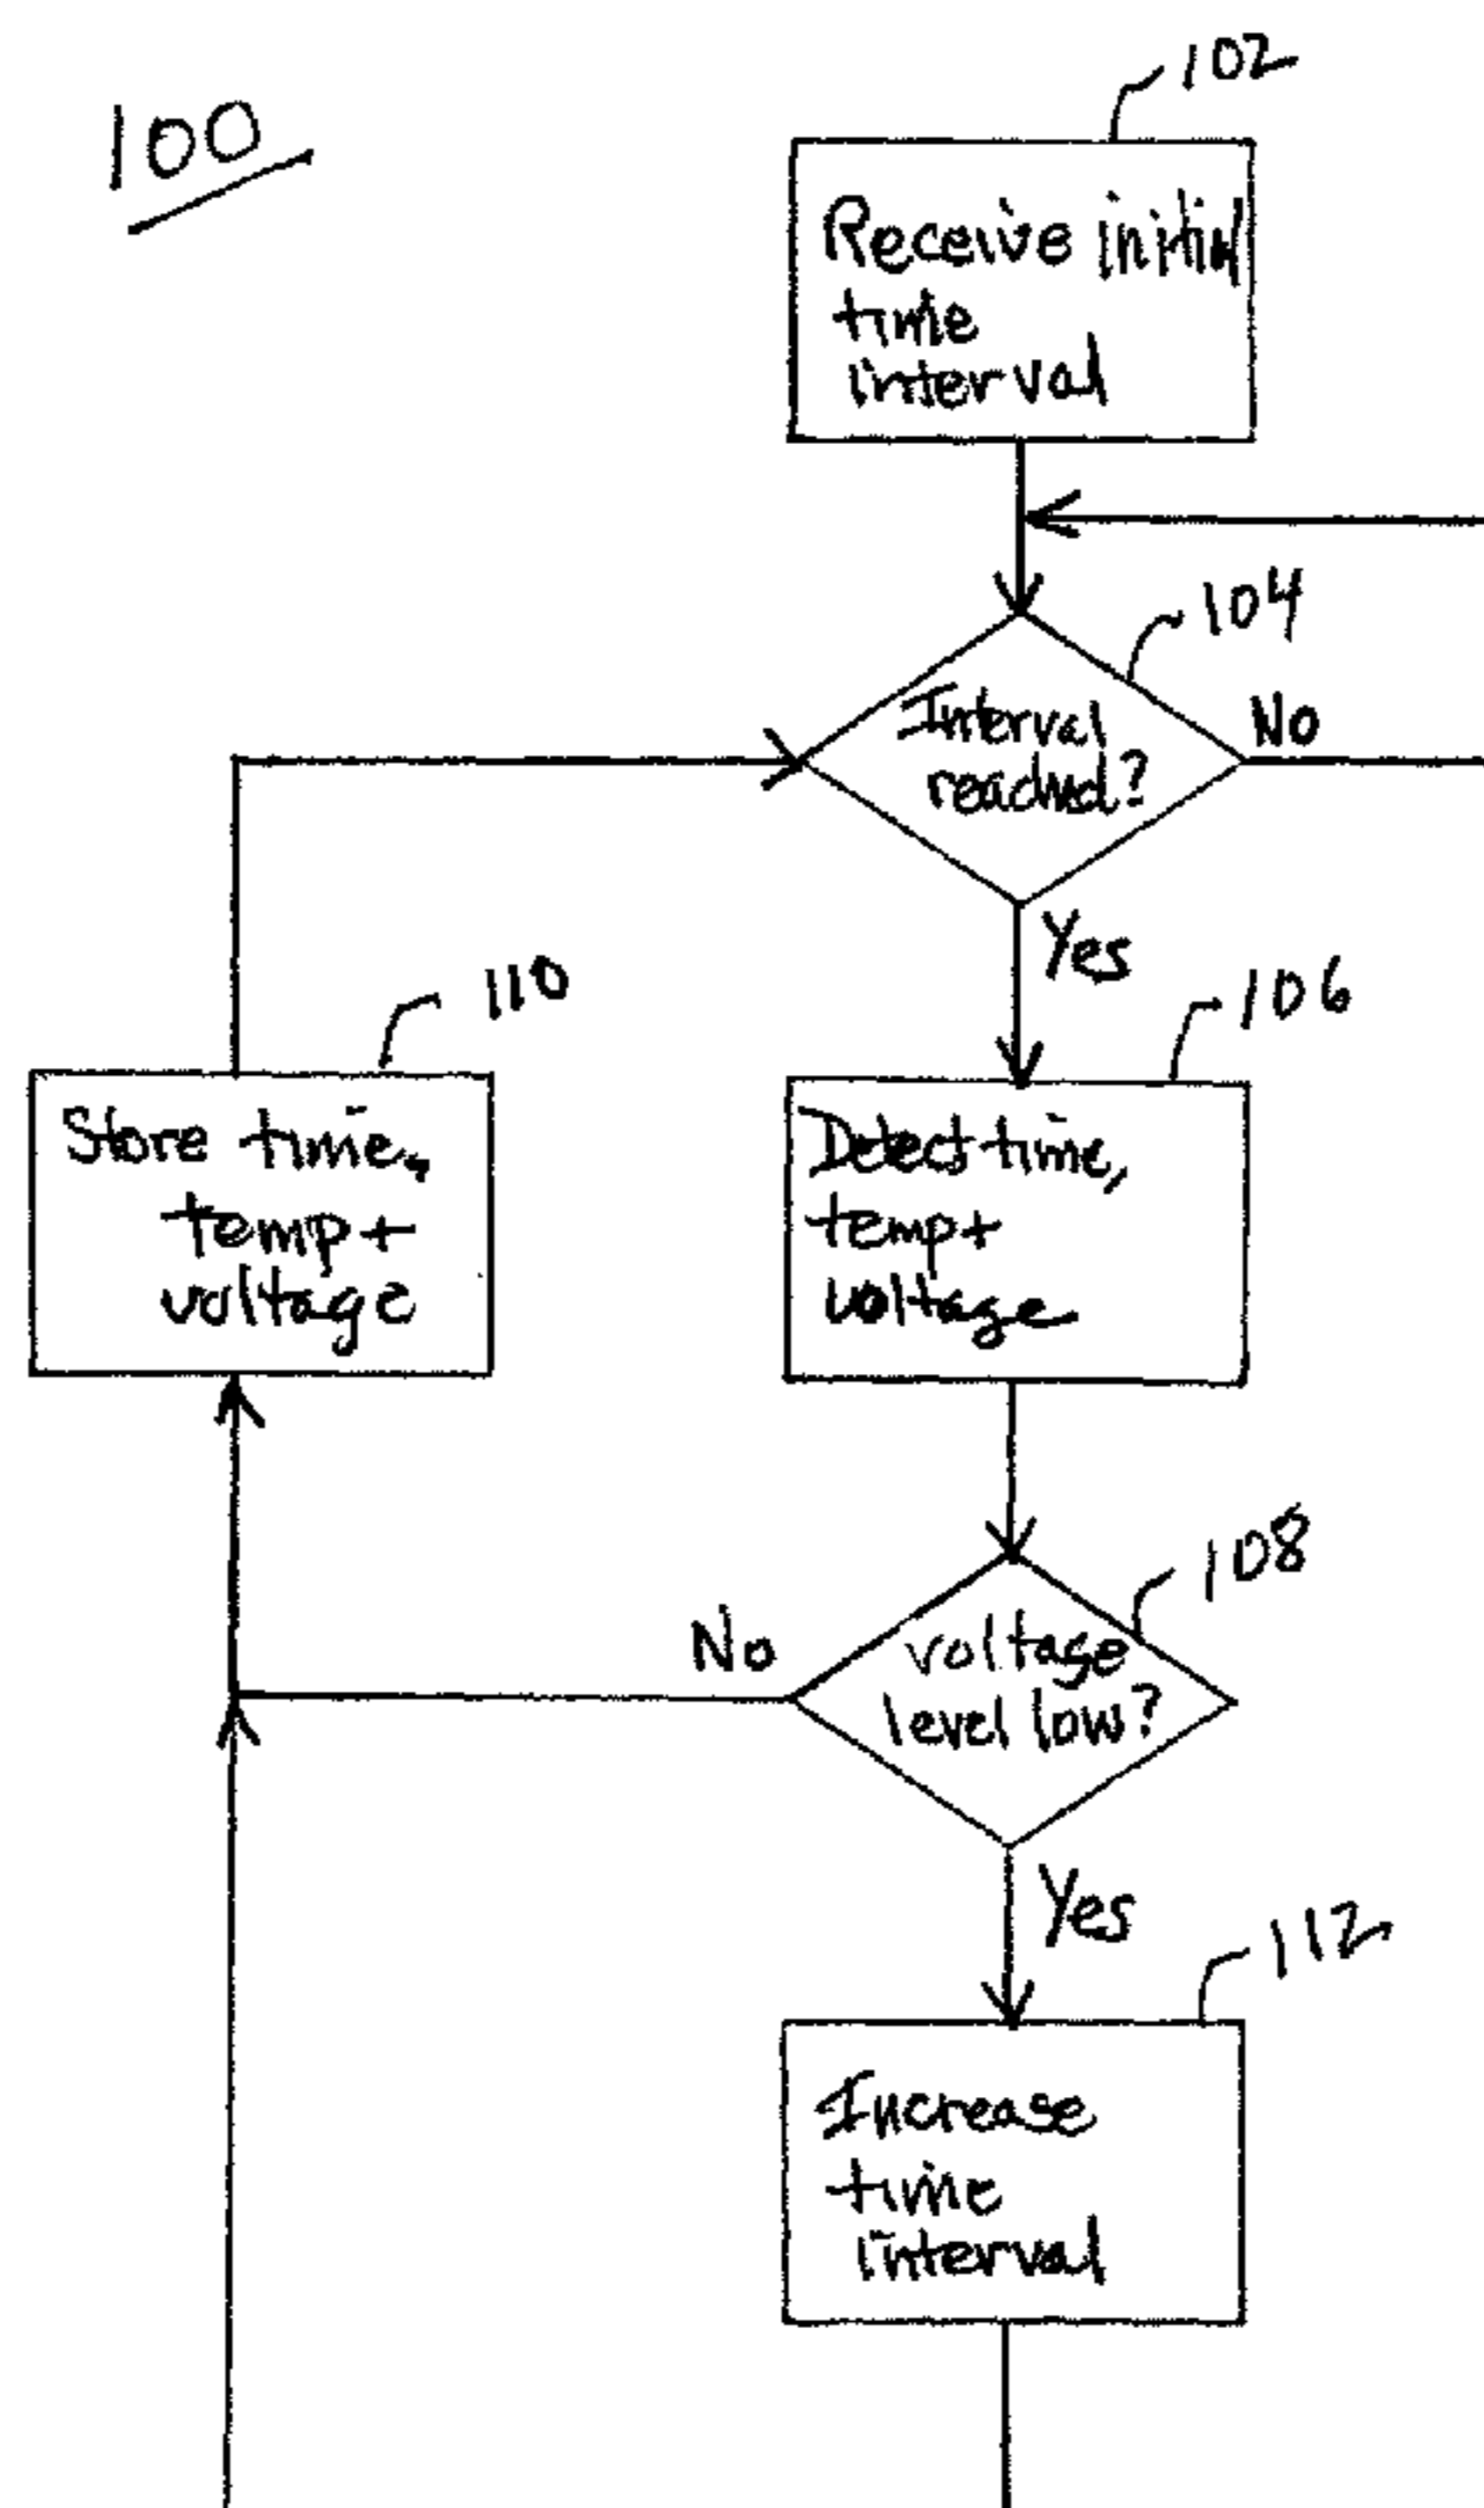 100
102
Receive initial
time
interval
104
Interval
reached?
No
Yes
110
106
Store time,
temp +
voltage
Detect time,
temp +
voltage
108
No
voltage
level low?
Yes
112
Increase
time
interval